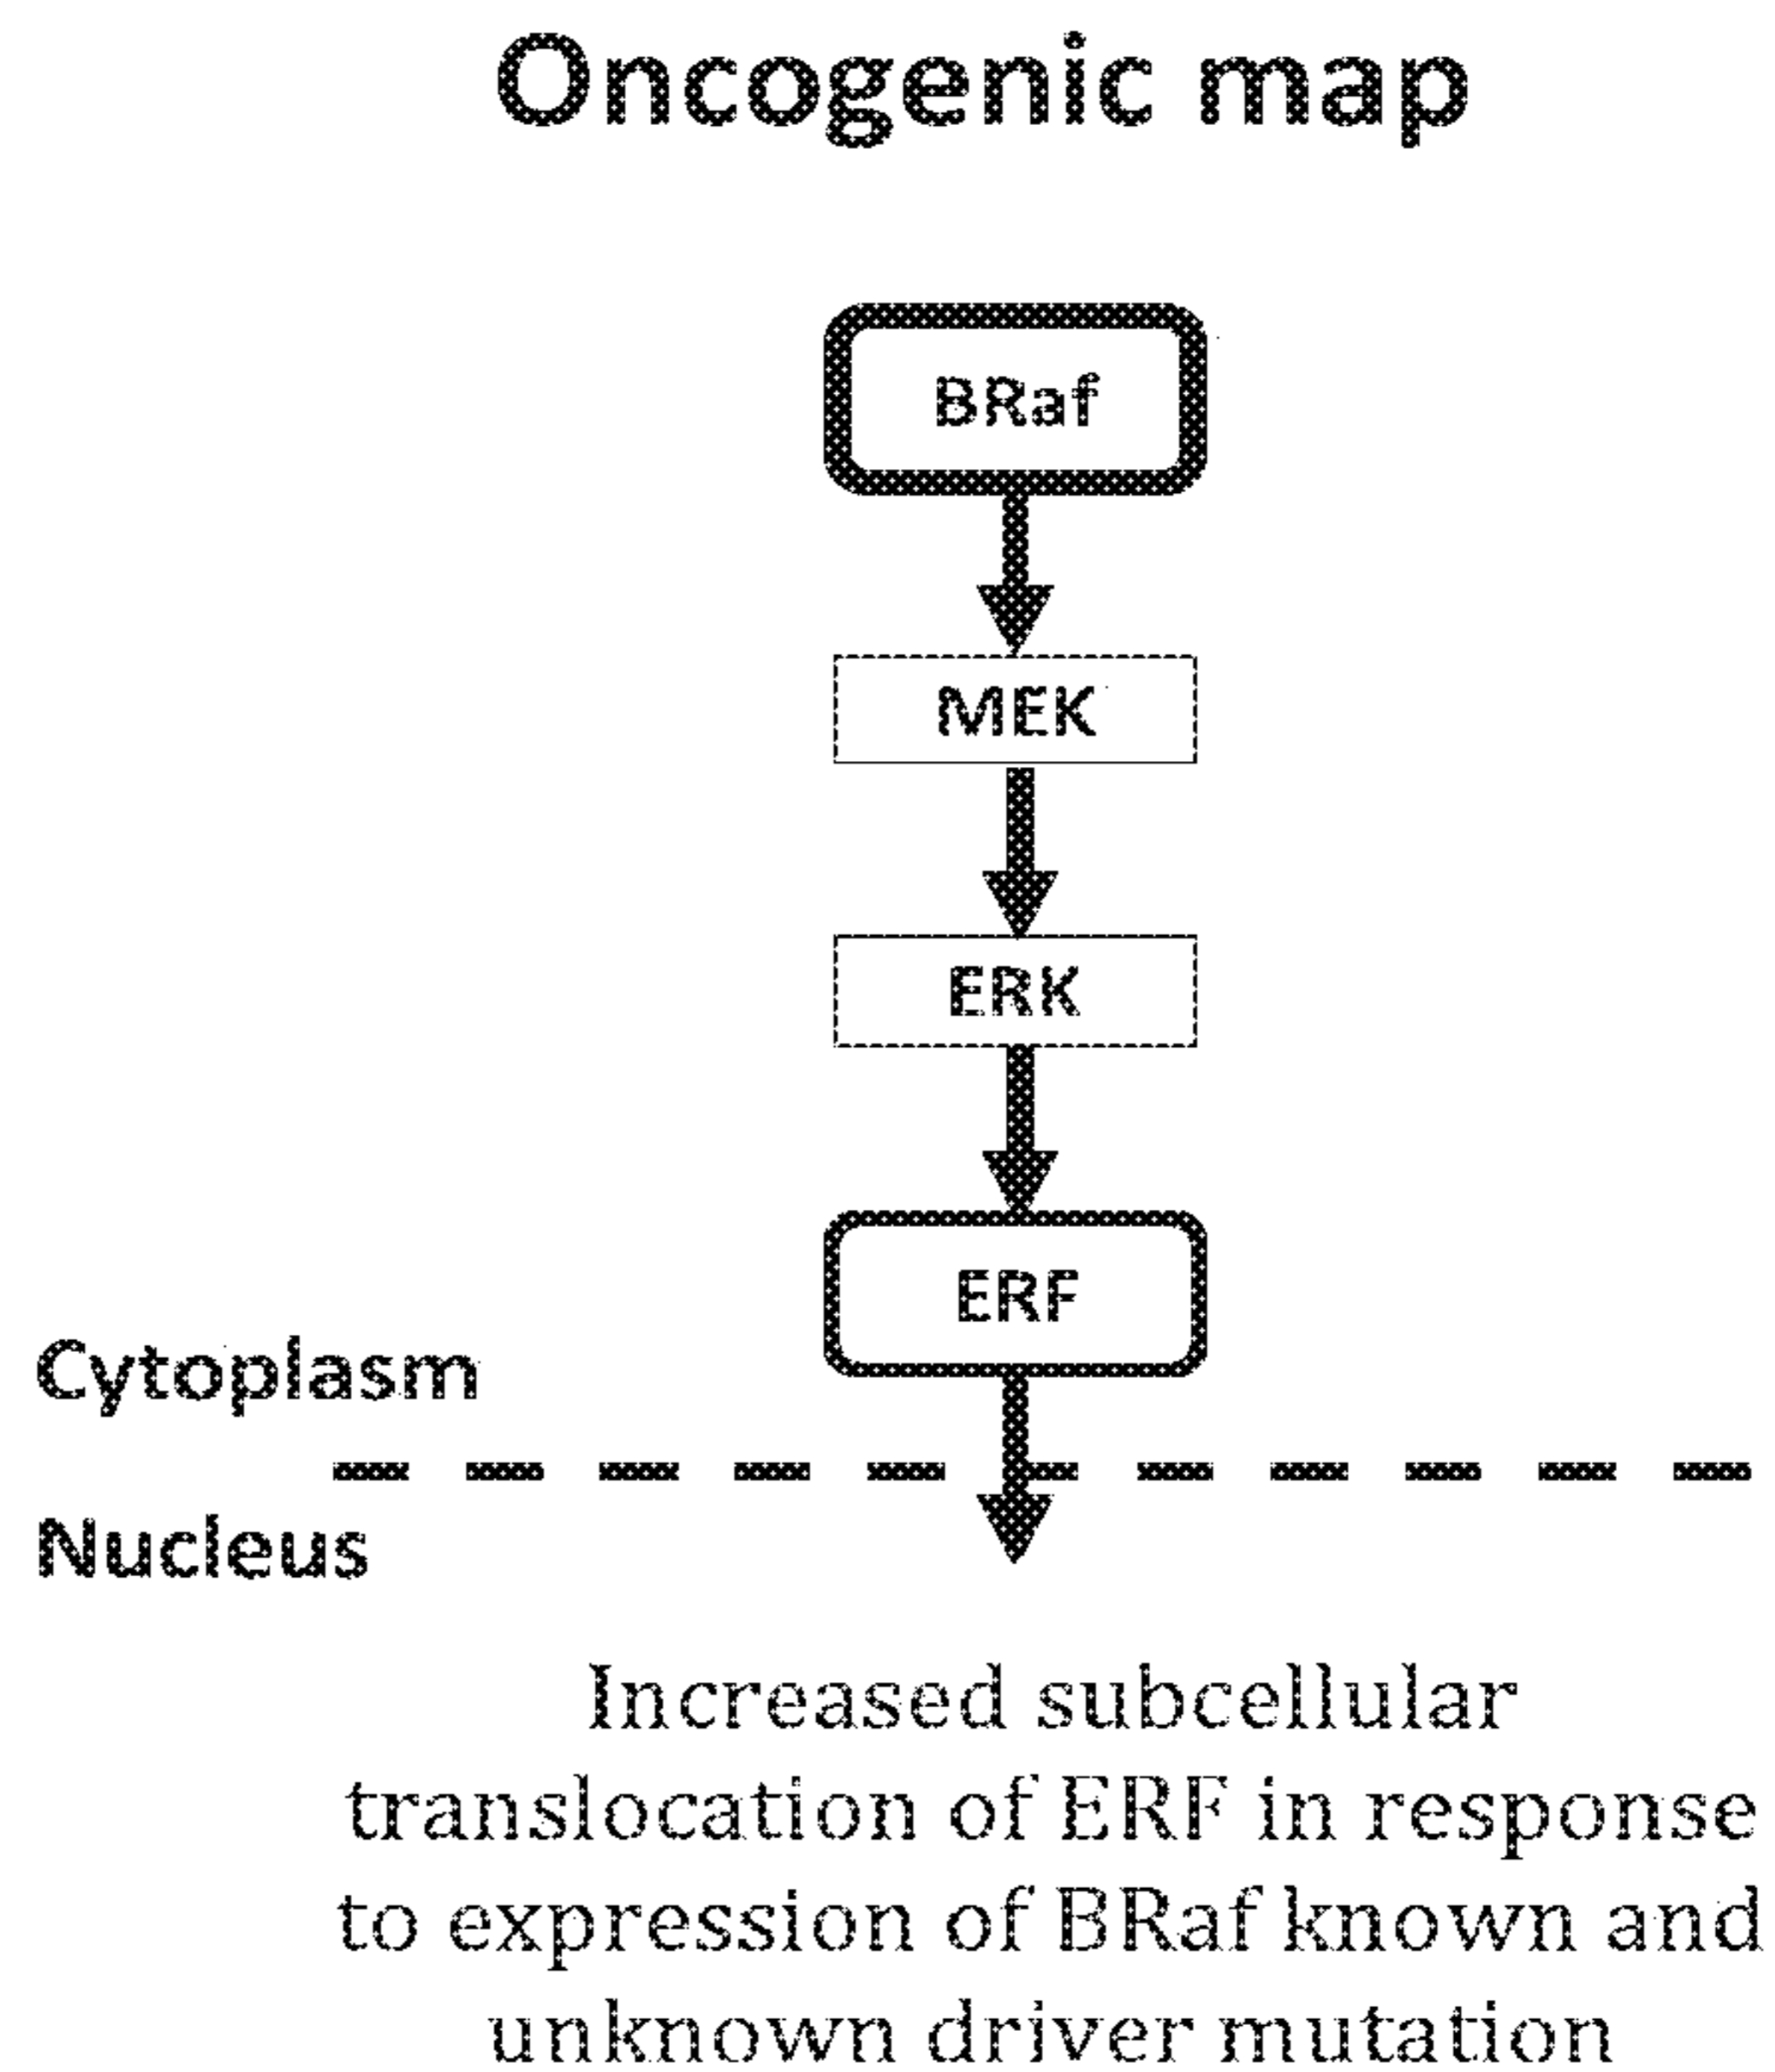 Oncogenic map
BRaf
MEK
ERK
ERF
Cytoplasm
Nucleus
Increased subcellular
translocation of ERF in response
to expression of BRaf known and
unknown driver mutation